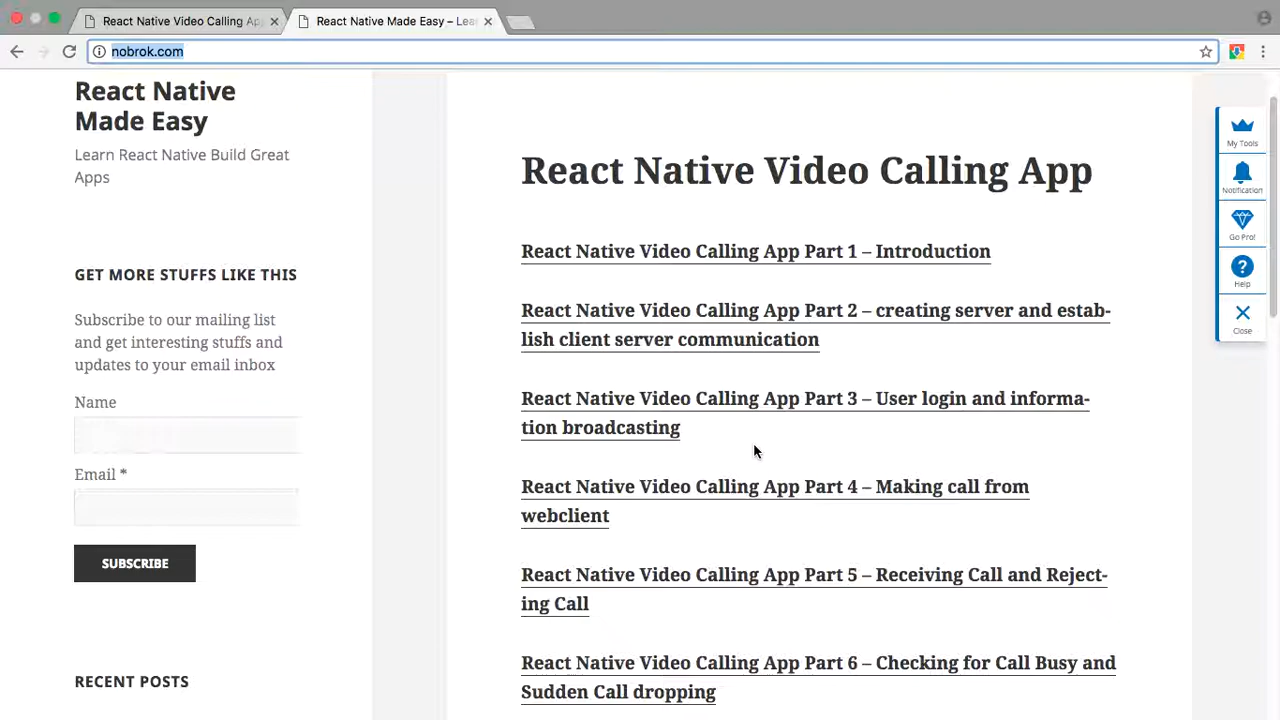 React Native Video Calling Ap
React Native Made Easy – Lea
nobrok.com
React Native
Made Easy
Learn React Native Build Great
Apps
GET MORE STUFFS LIKE THIS
Subscribe to our mailing list
and get interesting stuffs and
updates to your email inbox
Name
Email *
SUBSCRIBE
RECENT POSTS
React Native Video Calling App
React Native Video Calling App Part 1 – Introduction
React Native Video Calling App Part 2 – creating server and estab-
lish client server communication
React Native Video Calling App Part 3 – User login and informa-
tion broadcasting
React Native Video Calling App Part 4 – Making call from
webclient
React Native Video Calling App Part 5 – Receiving Call and Reject-
ing Call
React Native Video Calling App Part 6 – Checking for Call Busy and
Sudden Call dropping
My Tools
Notification
Go Pro!
Help
Close